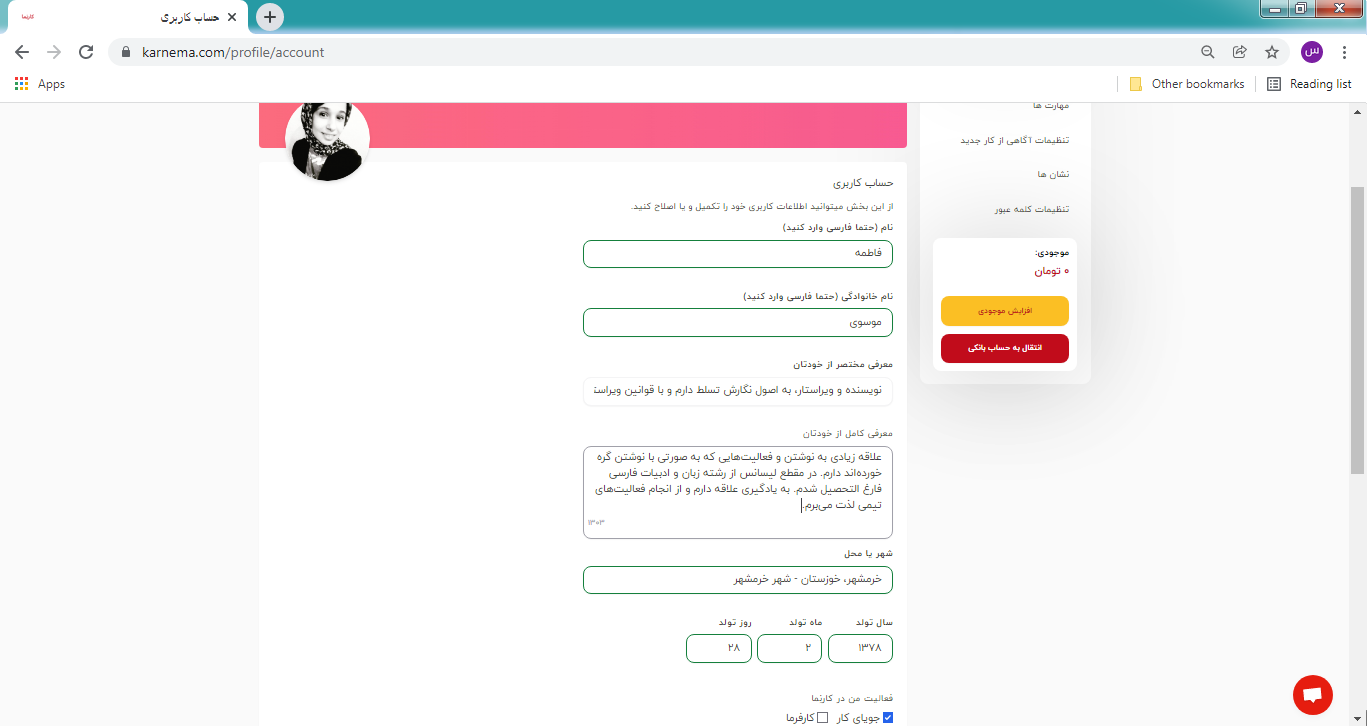 کارنما
حساب کاربری
karnema.com/profile/account
س
Apps
Other bookmarks
Reading list
مهارت ها
تنظیمات آگاهی از کار جدید
نشان ها
تنظیمات کلمه عبور
موجودی:
۰ تومان
افزایش موجودی
انتقال به حساب بانکی
حساب کاربری
از این بخش میتوانید اطلاعات کاربری خود را تکمیل و یا اصلاح کنید.
نام (حتما فارسی وارد کنید)
فاطمه
نام خانوادگی (حتما فارسی وارد کنید)
موسوی
معرفی مختصر از خودتان
نویسنده و ویراستار، به اصول نگارش تسلط دارم و با قوانین ویراست
معرفی کامل از خودتان
علاقه زیادی به نوشتن و فعالیت‌هایی که به صورتی با نوشتن گره
خورده‌اند دارم. در مقطع لیسانس از رشته زبان و ادبیات فارسی
فارغ التحصیل شدم. به یادگیری علاقه دارم و از انجام فعالیت‌های
تیمی لذت می‌برم.
۱۳۰۳
شهر یا محل
خرمشهر، خوزستان - شهر خرمشهر
سال تولد ماه تولد روز تولد
۱۳۷۸ ۲ ۲۸
فعالیت من در کارنما
جویای کار کارفرما